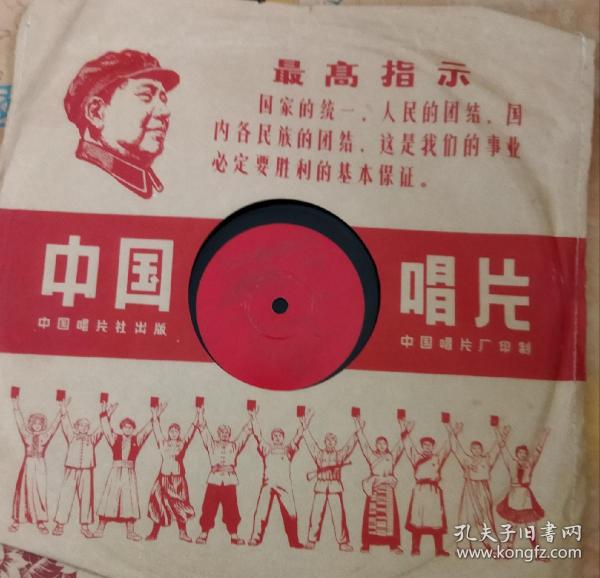 最高指示
国家的统一，人民的团结，国
内各民族的团结，这是我们的事业
必定要胜利的基本保证。
中国 唱片
中国唱片社出版
中国唱片厂印制
孔夫子旧书网
www.kongfz.com